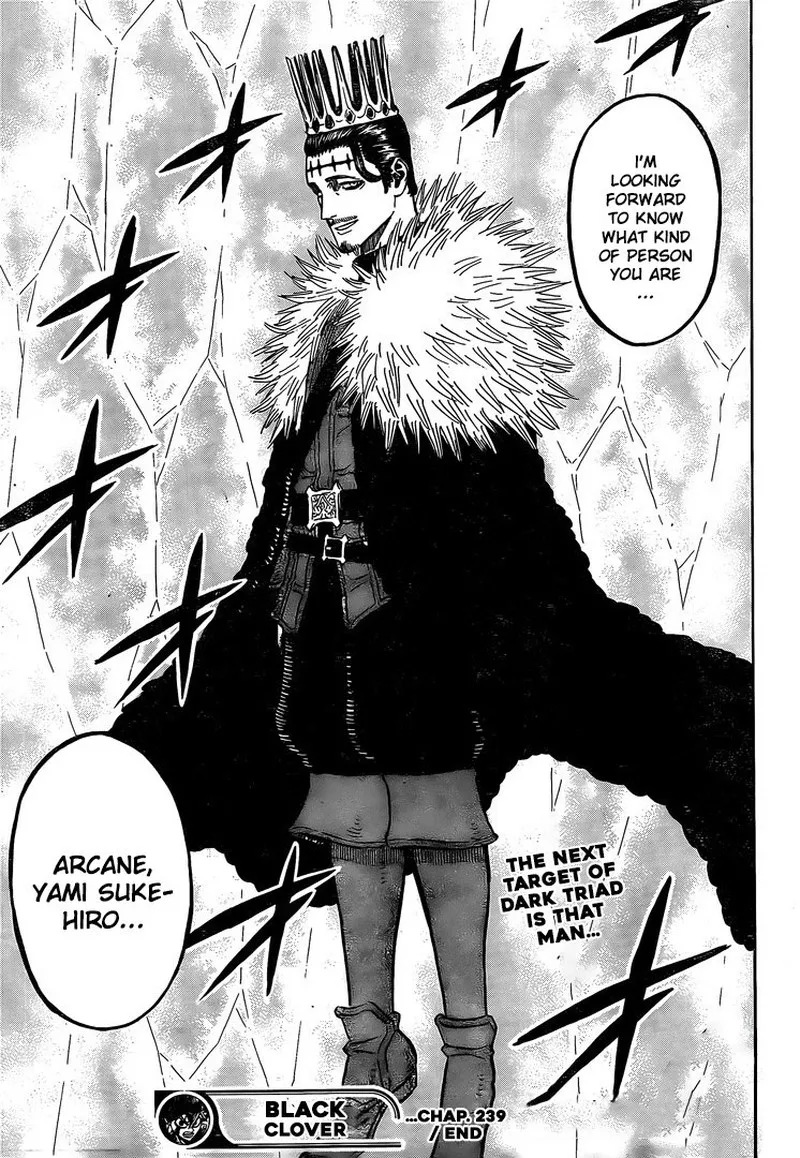 I'M
LOOKING
FORWARD
TO KNOW
WHAT KIND
OF PERSON
YOU ARE
...
ARCANE,
YAMI SUKE-
HIRO...
THE NEXT
TARGET OF
DARK TRIAD
IS THAT
MAN...
BLACK
CLOVER
...CHAP. 239
/ END